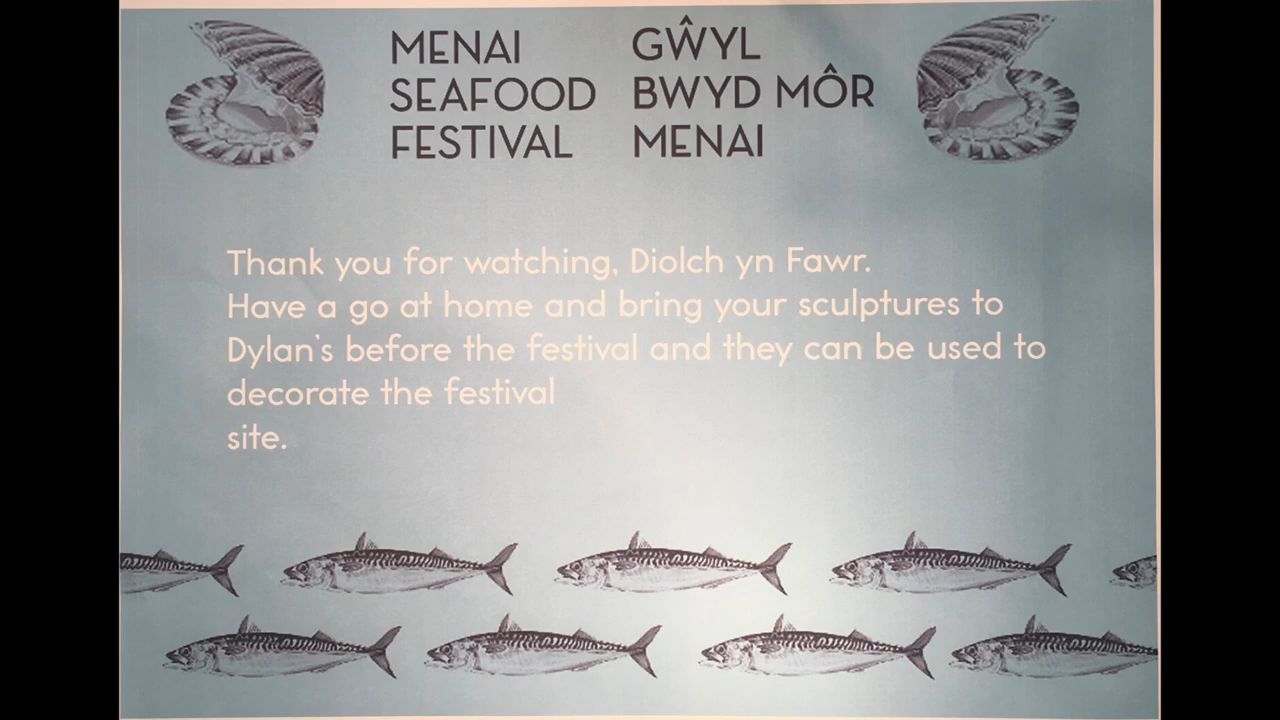 MENAI
SEAFOOD
FESTIVAL
GŴYL
BWYD MÔR
MENAI
Thank you for watching, Diolch yn Fawr.
Have a go at home and bring your sculptures to
Dylan's before the festival and they can be used to
decorate the festival
site.